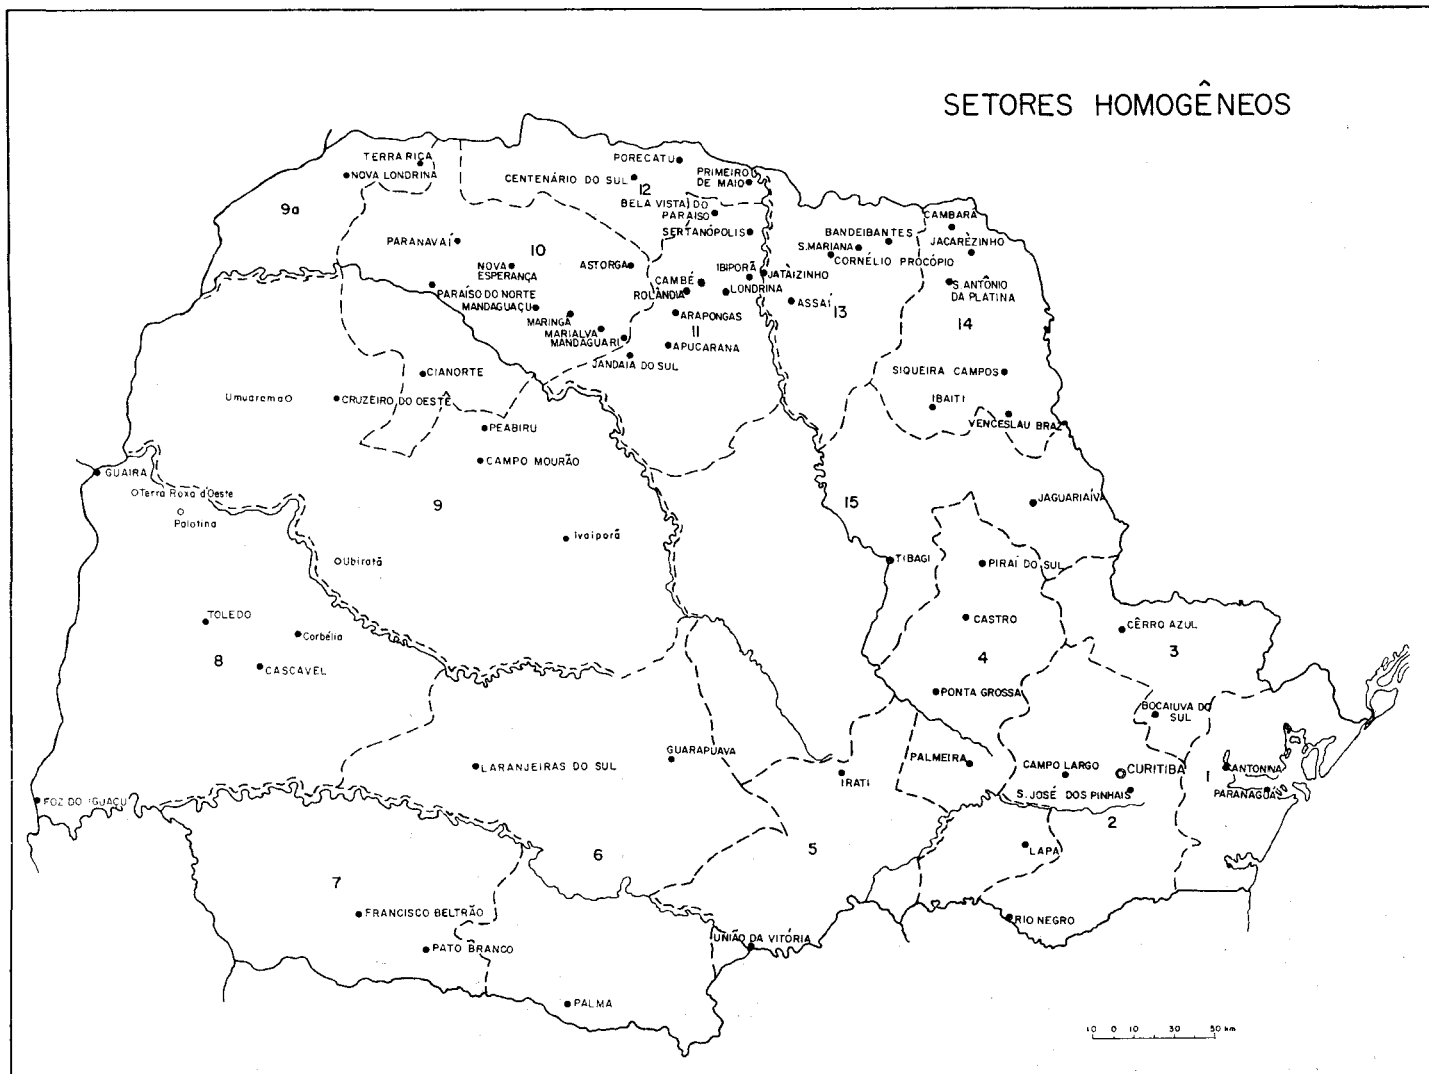 SETORES HOMOGÊNEOS
TERRA RICA
NOVA LONDRINA
9a
PORECATU
CENTENÁRIO DO SUL
12
PRIMEIRO
DE MAIO
BELA VISTA DO
PARAISO
SERTANÓPOLIS
CAMBARÁ
BANDEIBANTES
JACARÈZINHO
S. MARIANA
CORNÉLIO PROCÓPIO
PARANAVAÍ
10
NOVA
ESPERANÇA
ASTORGA
IBIPORÃ
JATAÌZINHO
CAMBÉ
ROLÂNDIA
LONDRINA
ASSAÍ
13
S. ANTÔNIO
DA PLATINA
14
PARAÍSO DO NORTE
MANDAGUAÇU
MARINGÁ
MARIALVA
MANDAGUARI
ARAPONGAS
11
APUCARANA
JANDAIA DO SUL
CIANORTE
SIQUEIRA CAMPOS
Umuarama
CRUZEIRO DO OESTE
IBAITI
VENCESLAU BRAZ
PEABIRU
CAMPO MOURÃO
GUAIRA
Terra Roxa d'Oeste
Palotina
9
15
JAGUARIAÍVA
Ivaiporã
Ubiratã
TIBAGI
PIRAÍ DO SUL
TOLEDO
Corbélia
8
CASCAVEL
CASTRO
4
CÊRRO AZUL
3
PONTA GROSSA
BOCAIUVA DO
SUL
GUARAPUAVA
LARANJEIRAS DO SUL
IRATI
PALMEIRA
CAMPO LARGO
CURITIBA
1
ANTONINA
S. JOSÉ DOS PINHAIS
PARANAGUÁ
FOZ DO IGUAÇU
2
6
5
LAPA
7
FRANCISCO BELTRÃO
RIO NEGRO
PATO BRANCO
UNIÃO DA VITÓRIA
PALMA
10 0 10 50 km